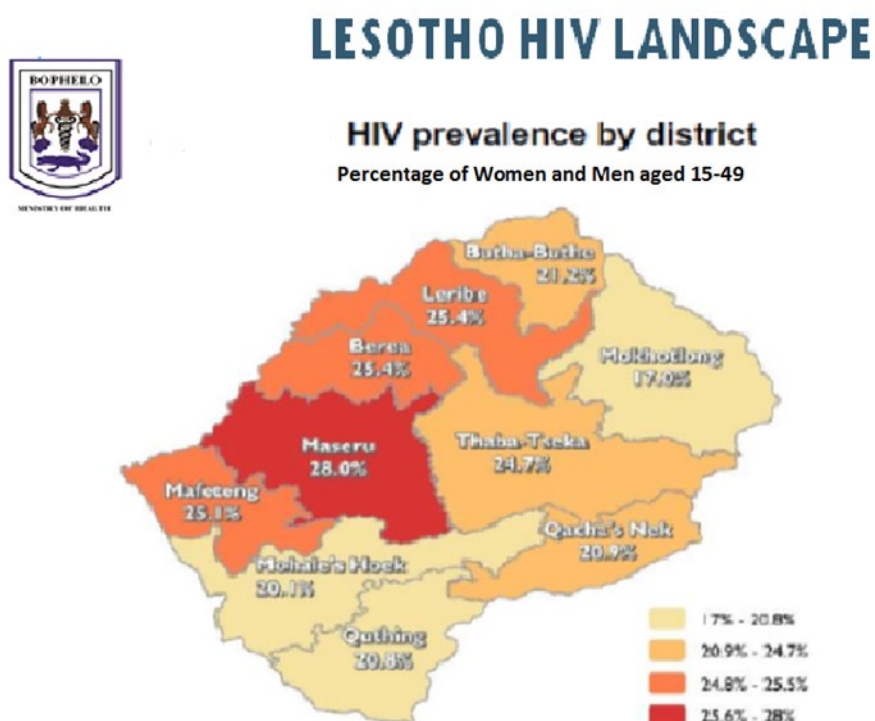 LESOTHO HIV LANDSCAPE
BOPHELO
MINISTRY OF HEALTH
HIV prevalence by district
Percentage of Women and Men aged 15-49
Butha-Buthe
21.2%
Leribe
25.4%
Berea
25.4%
Mokhotlong
17.0%
Maseru
28.0%
Thaba-Tseka
24.7%
Mafeteng
25.1%
Qacha's Nek
20.9%
Mohale's Hoek
20.1%
Quthing
20.8%
17% - 20.8%
20.9% - 24.7%
24.8% - 25.5%
25.6% - 28%